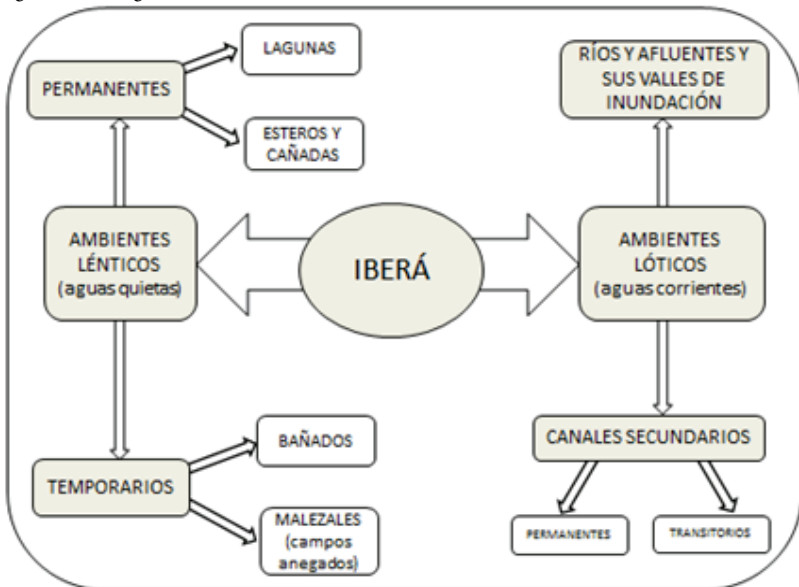 LAGUNAS
PERMANENTES
ESTEROS Y
CAÑADAS
RÍOS Y AFLUENTES Y
SUS VALLES DE
INUNDACIÓN
AMBIENTES
LÉNTICOS
(aguas quietas)
IBERÁ
AMBIENTES
LÓTICOS
(aguas corrientes)
TEMPORARIOS
BAÑADOS
MALEZALES
(campos
anegados)
CANALES SECUNDARIOS
PERMANENTES
TRANSITORIOS